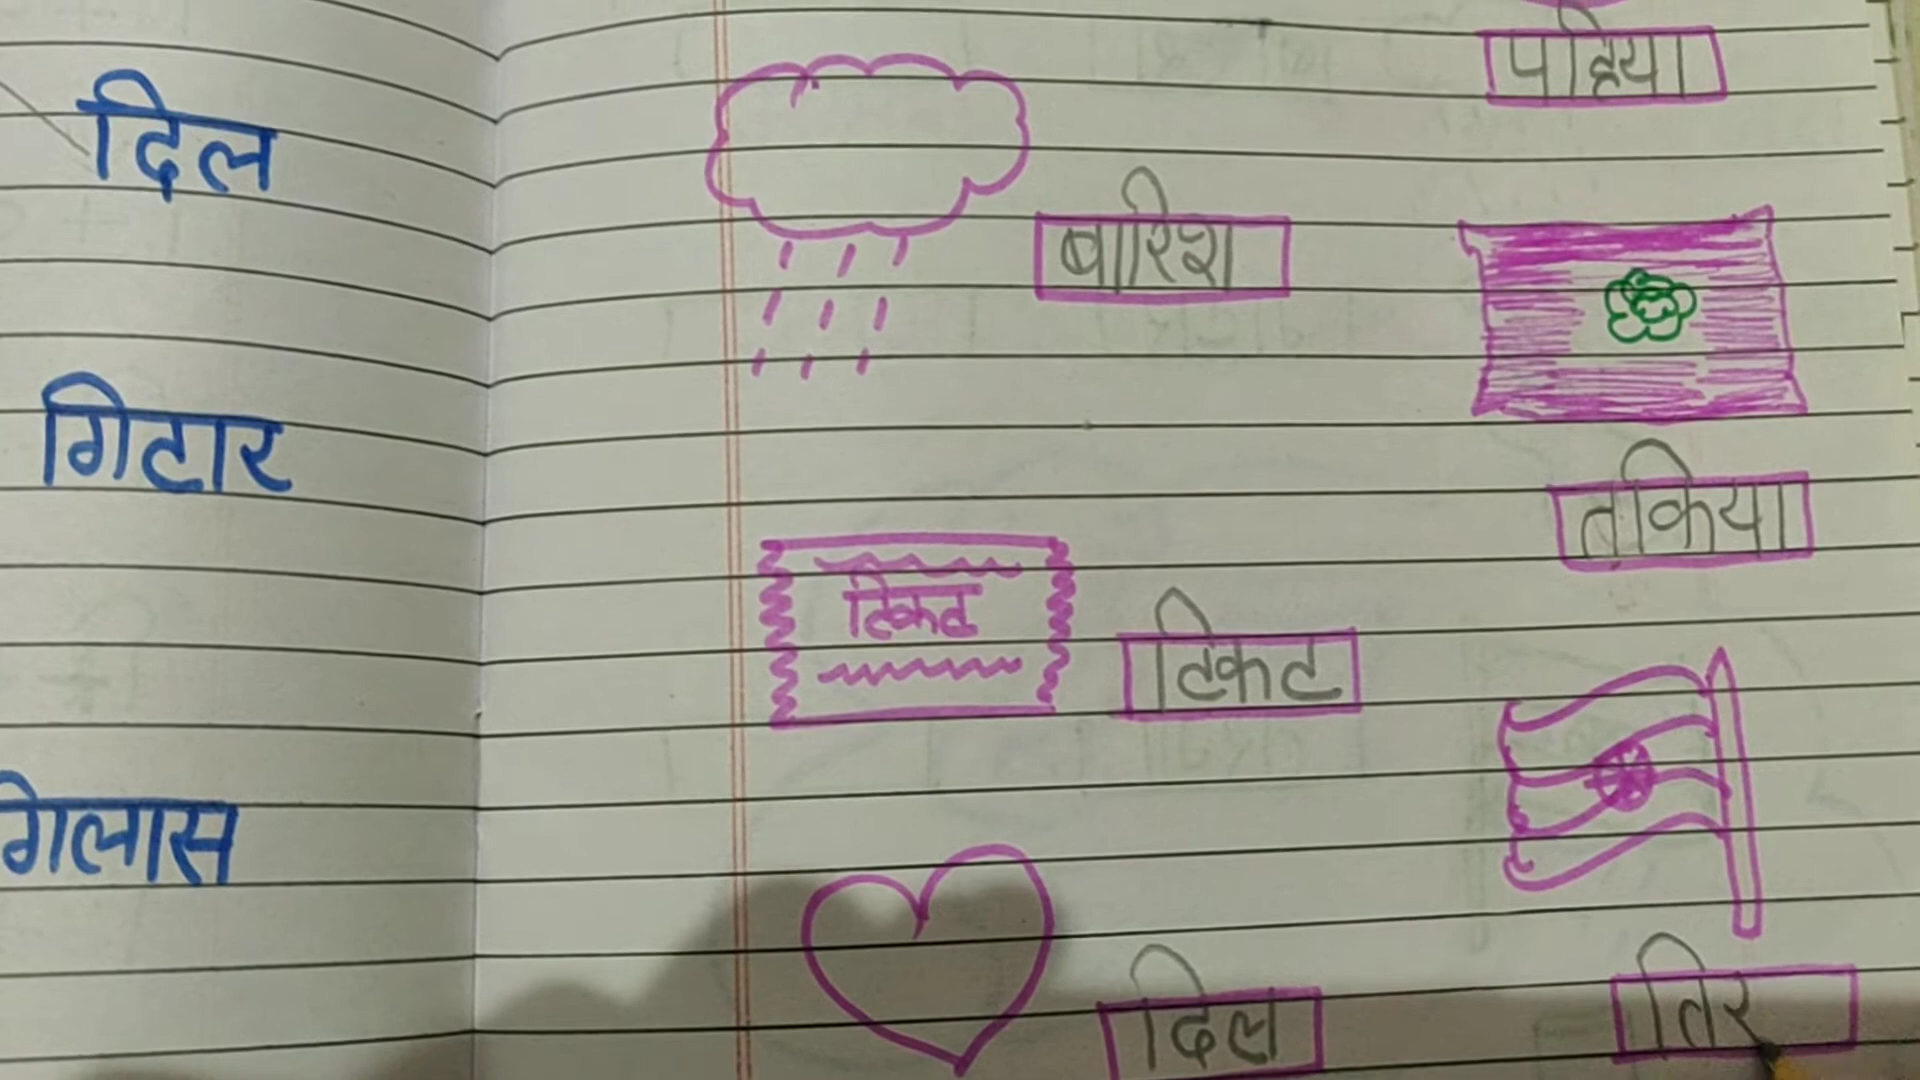 दिल
गिटार
गिलास
पहिया
बारिश
तकिया
टिकट
टिकट
दिल
तिर